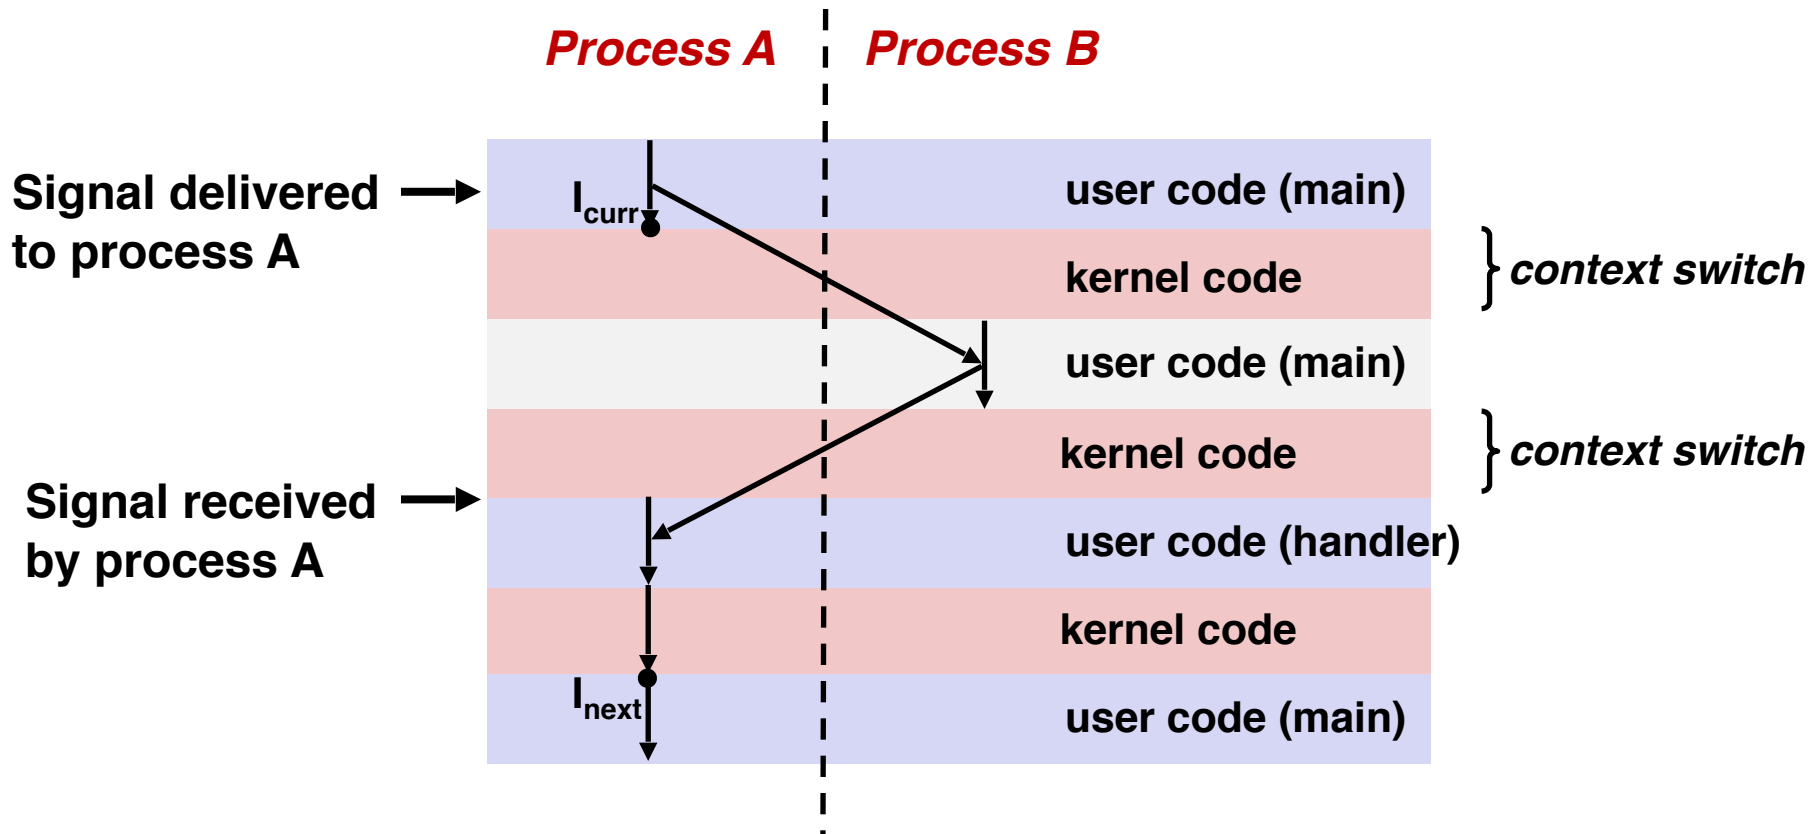 Process A
Process B
Signal delivered
to process A
Icurr
user code (main)
kernel code
context switch
user code (main)
kernel code
context switch
Signal received
by process A
user code (handler)
kernel code
Inext
user code (main)